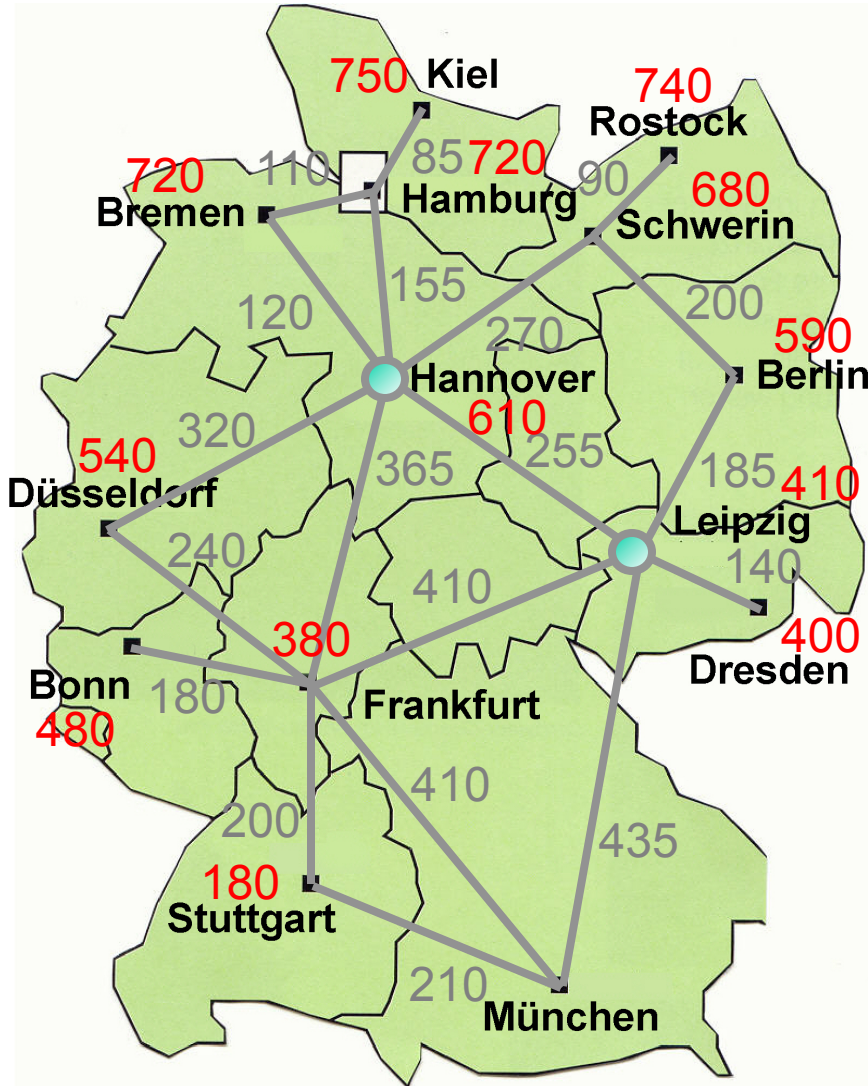 750 Kiel
740
Rostock
110
85
720
720
90
680
Bremen
Hamburg
Schwerin
155
200
120
270
590
Hannover
Berlin
320
610
540
365
255
185
410
Düsseldorf
Leipzig
240
410
140
380
400
Bonn
180
Dresden
Frankfurt
480
410
200
435
180
Stuttgart
210
München